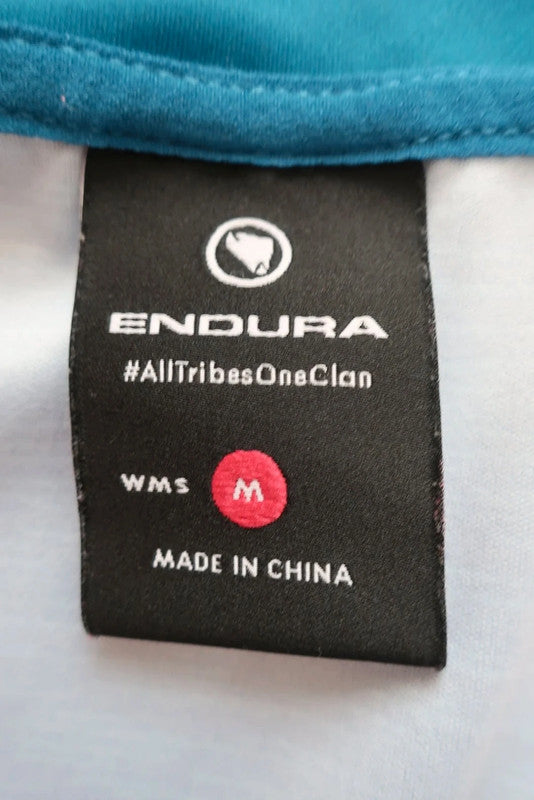 ENDURA
#AllTribesOneClan
WMS M
MADE IN CHINA